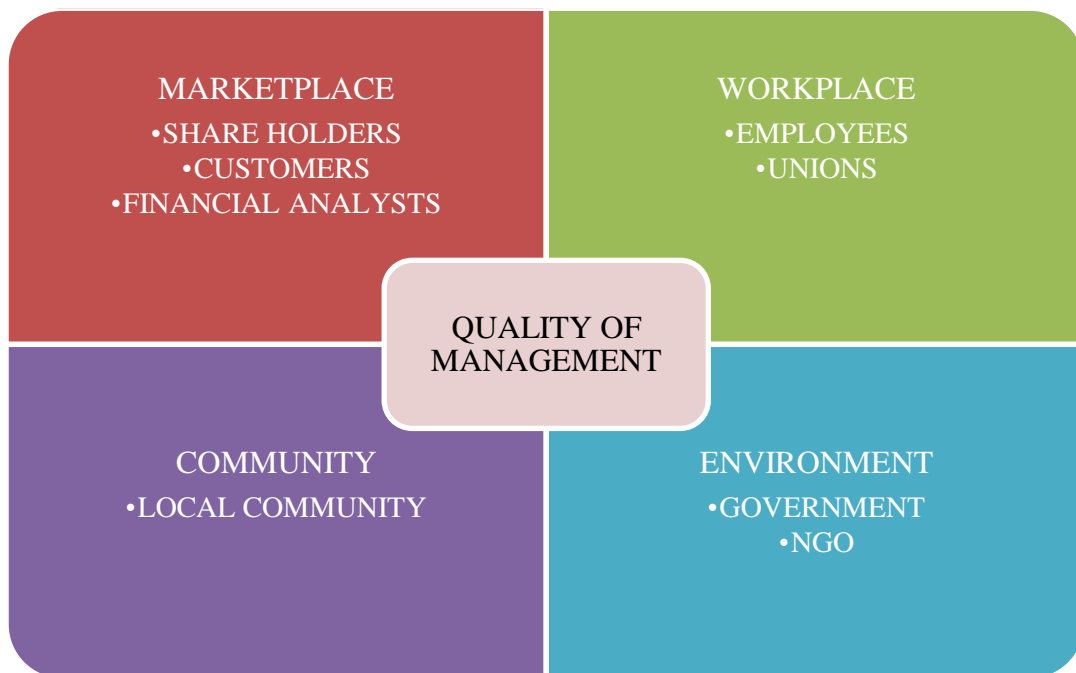 MARKETPLACE
•SHARE HOLDERS
•CUSTOMERS
•FINANCIAL ANALYSTS
WORKPLACE
•EMPLOYEES
•UNIONS
QUALITY OF
MANAGEMENT
COMMUNITY
•LOCAL COMMUNITY
ENVIRONMENT
•GOVERNMENT
•NGO